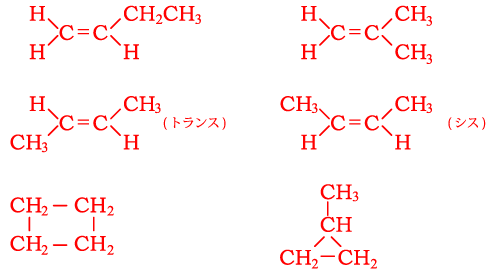 H CH₂CH₃ H CH₃
C=C C=C
H H H CH₃
H CH₃ CH₃ CH₃
C=C (トランス) C=C (シス)
CH₃ H H H
CH₃
CH₂ — CH₂ CH
CH₂ — CH₂ CH₂ — CH₂